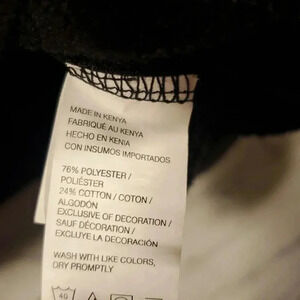 MADE IN KENYA
FABRIQUÉ AU KENYA
HECHO EN KENIA
CON INSUMOS IMPORTADOS
76% POLYESTER /
POLIÉSTER
24% COTTON / COTON /
ALGODÓN
EXCLUSIVE OF DECORATION /
SAUF DÉCORATION /
EXCLUYE LA DECORACIÓN
WASH WITH LIKE COLORS,
DRY PROMPTLY
40